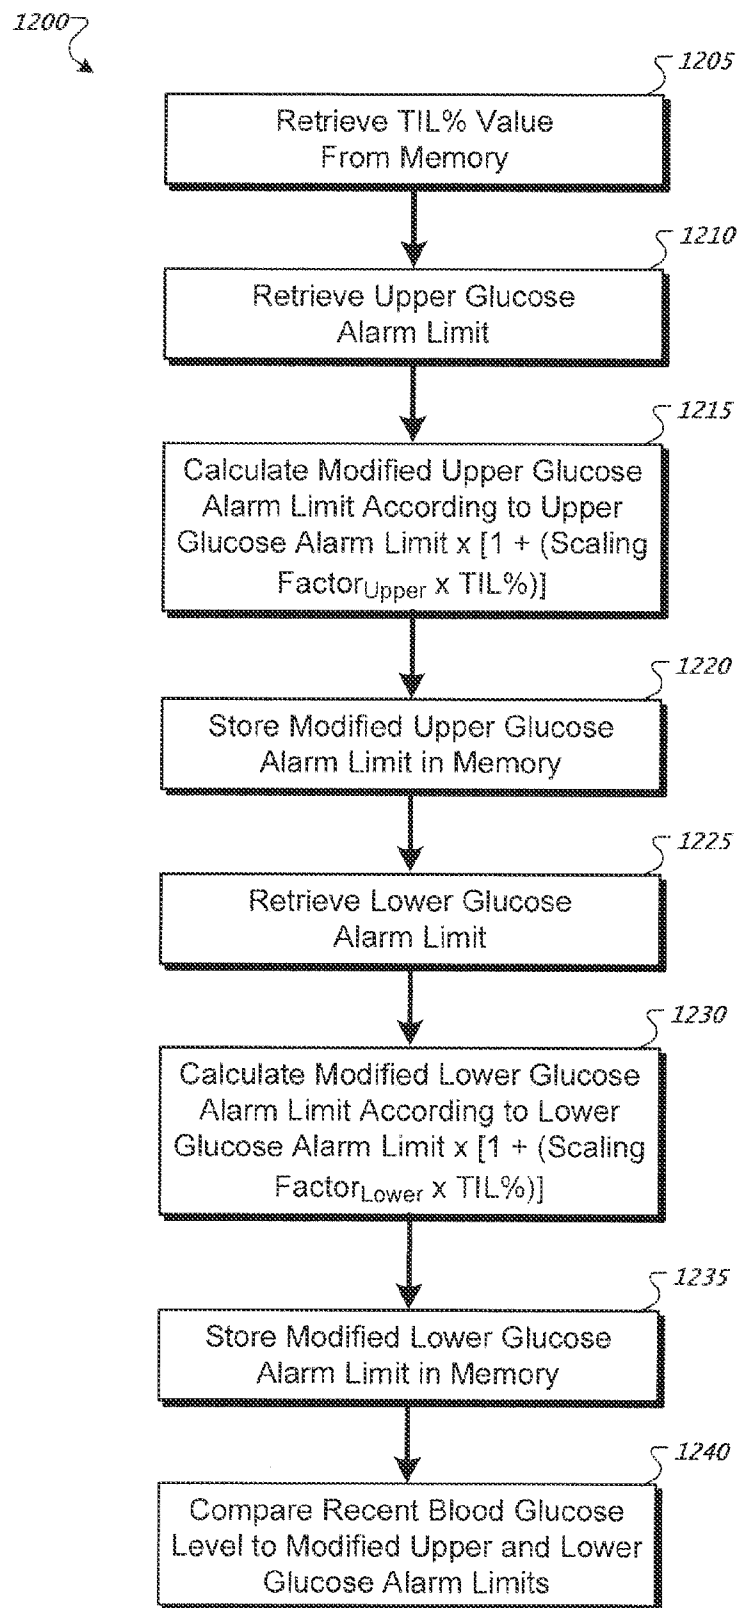 1200
1205
Retrieve TIL% Value
From Memory
1210
Retrieve Upper Glucose
Alarm Limit
1215
Calculate Modified Upper Glucose
Alarm Limit According to Upper
Glucose Alarm Limit x [1 + (Scaling
Factor_Upper x TIL%)]
1220
Store Modified Upper Glucose
Alarm Limit in Memory
1225
Retrieve Lower Glucose
Alarm Limit
1230
Calculate Modified Lower Glucose
Alarm Limit According to Lower
Glucose Alarm Limit x [1 + (Scaling
Factor_Lower x TIL%)]
1235
Store Modified Lower Glucose
Alarm Limit in Memory
1240
Compare Recent Blood Glucose
Level to Modified Upper and Lower
Glucose Alarm Limits